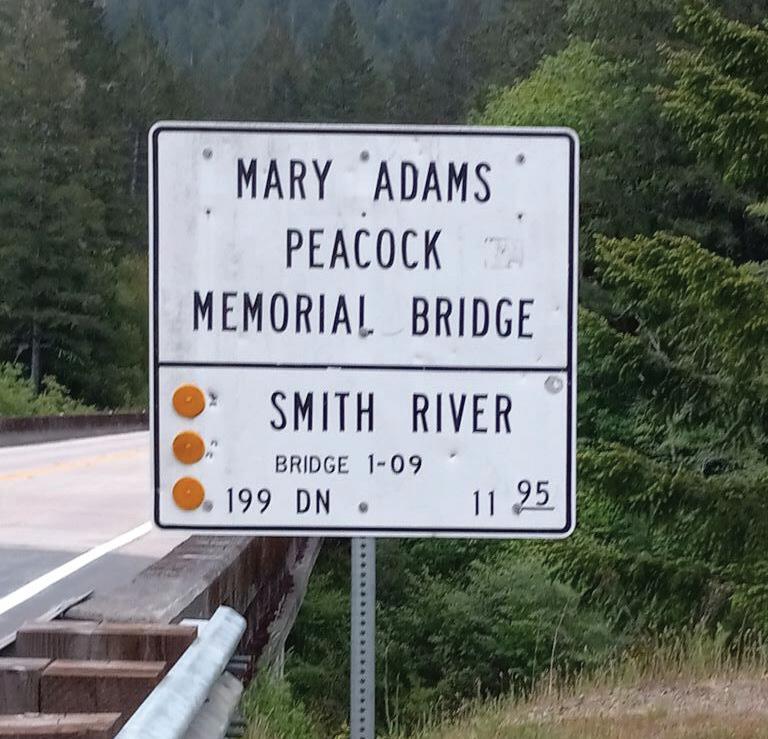 MARY ADAMS
PEACOCK
MEMORIAL BRIDGE
SMITH RIVER
BRIDGE 1-09
199 DN 11 95